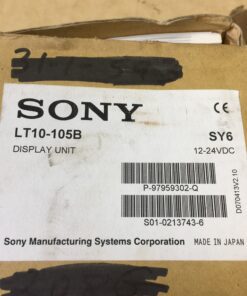 31
SONY
CE
LT10-105B
SY6
DISPLAY UNIT
12-24VDC
P-97959302-Q
S01-0213743-6
D070413V2.10
Sony Manufacturing Systems Corporation
MADE IN JAPAN